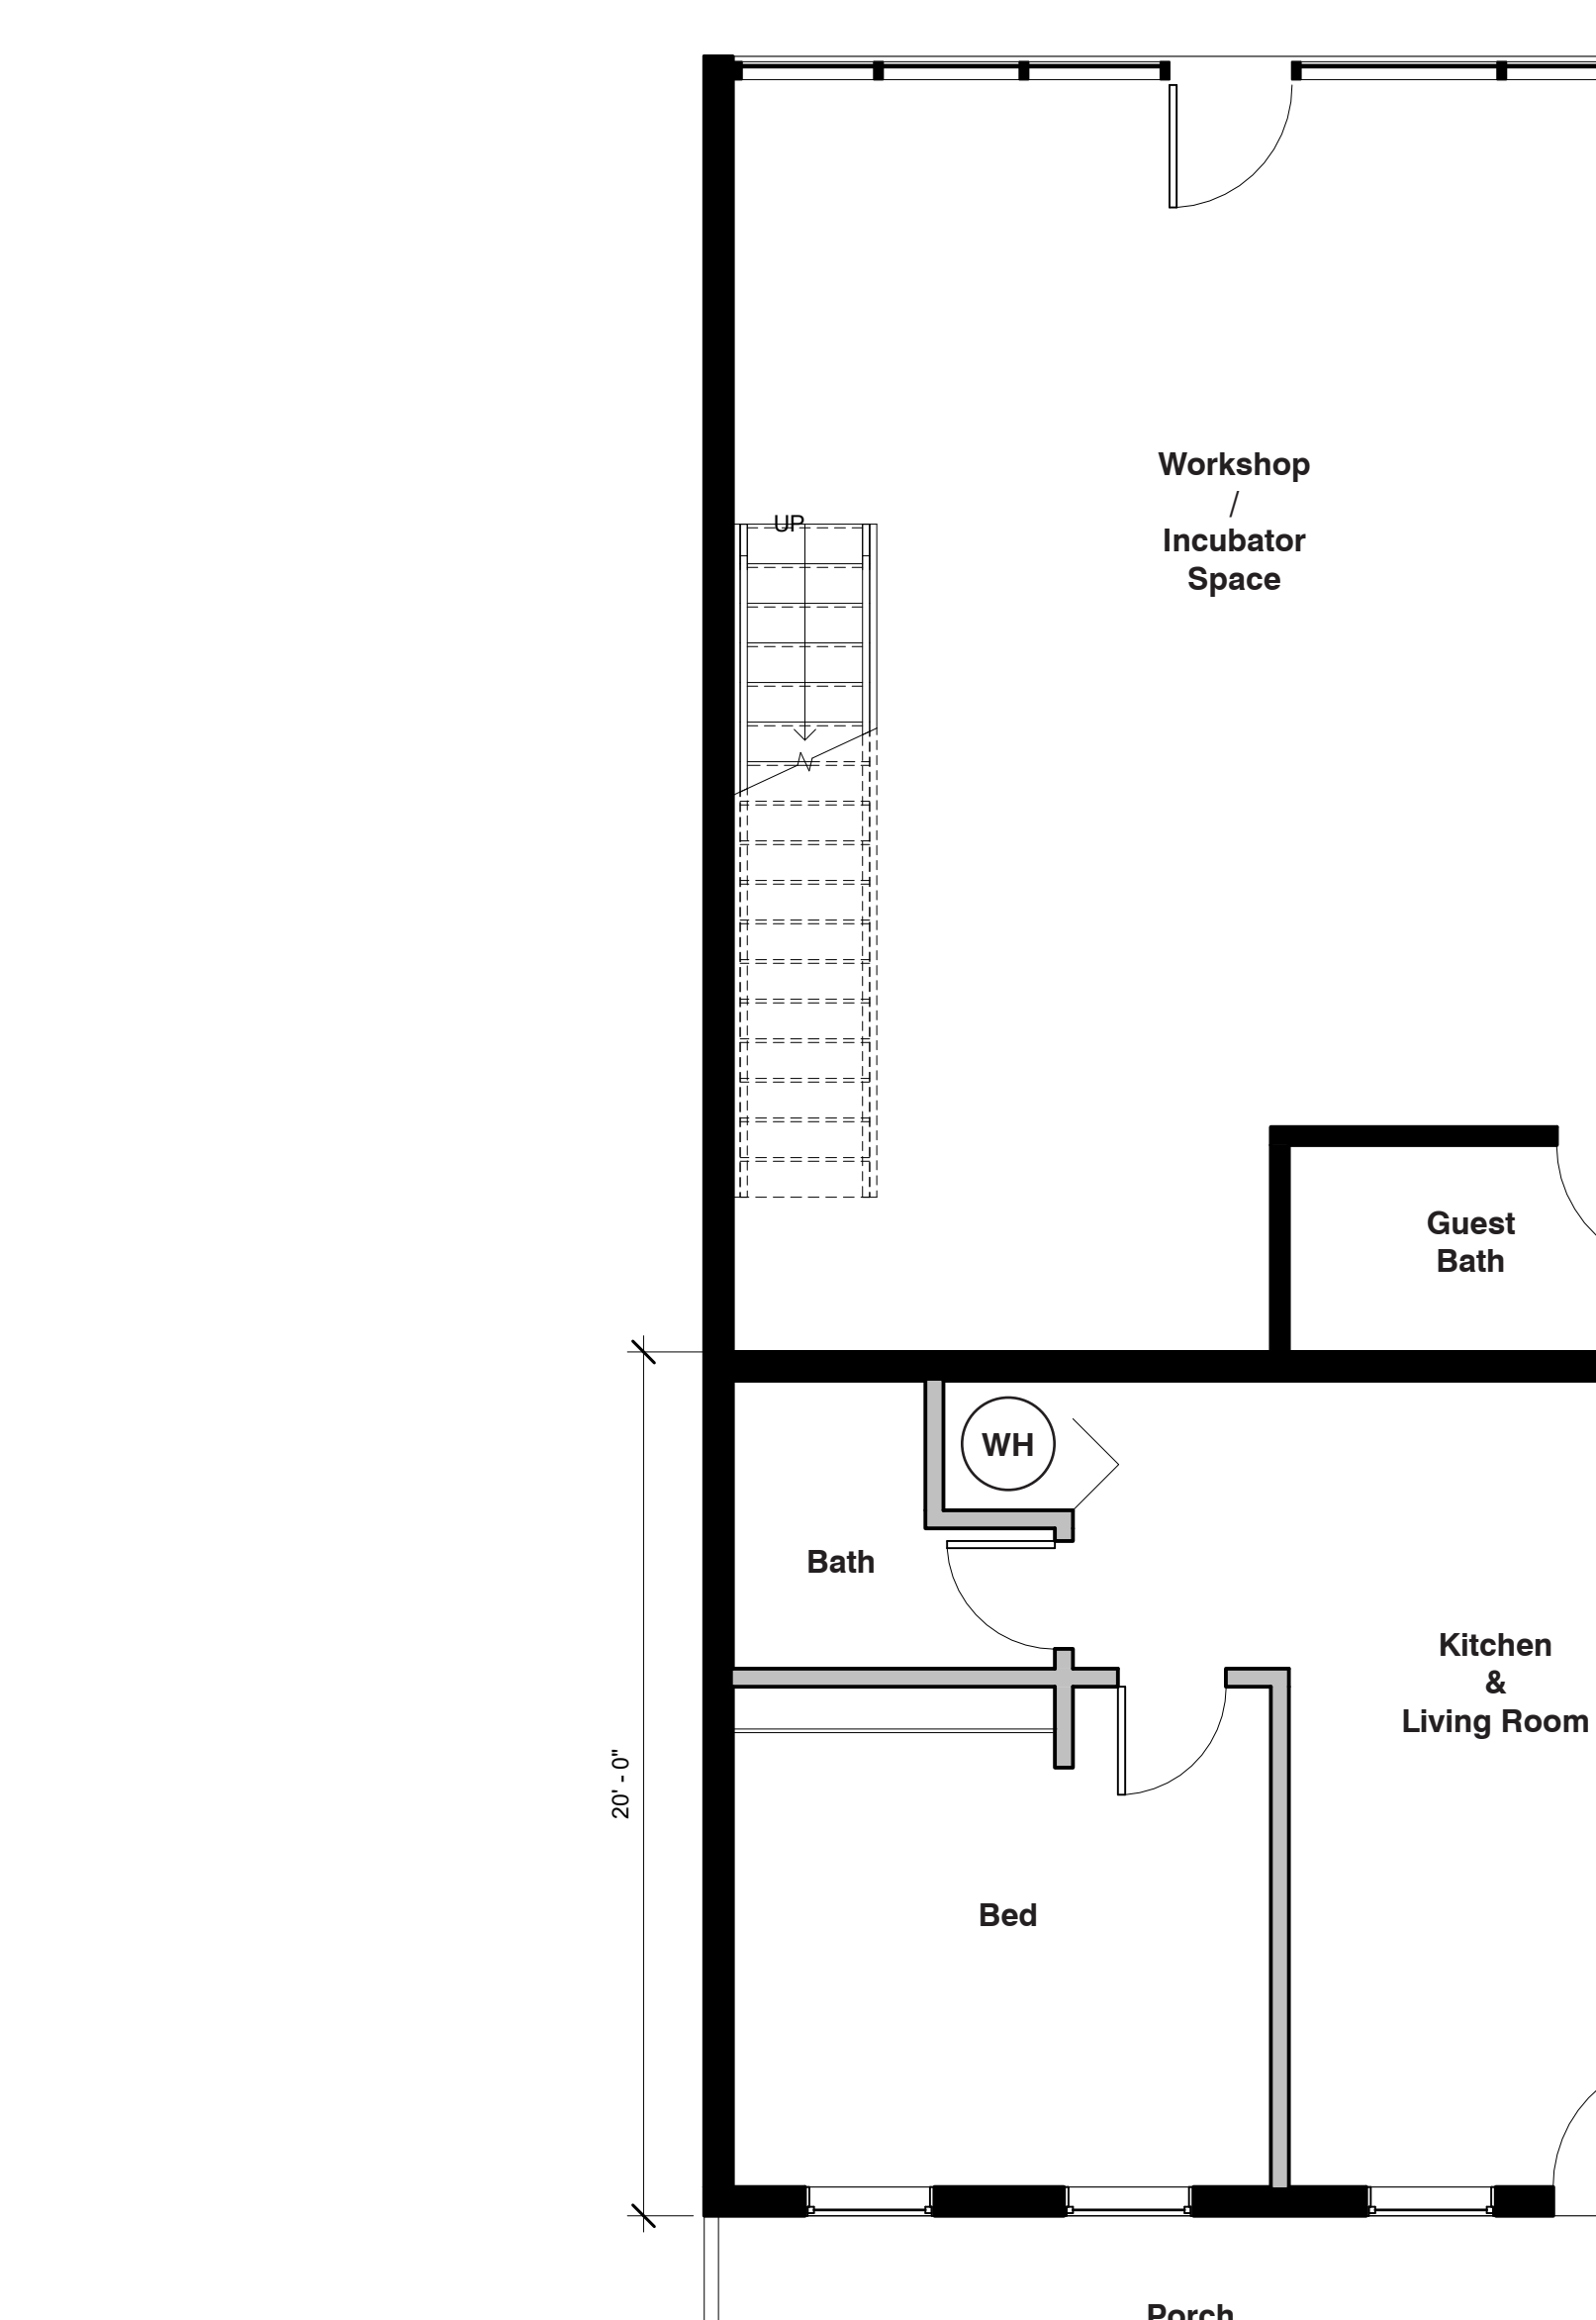 Workshop
/
Incubator
Space
UP
Guest
Bath
WH
Bath
Kitchen
&
Living Room
20' - 0"
Bed
Porch